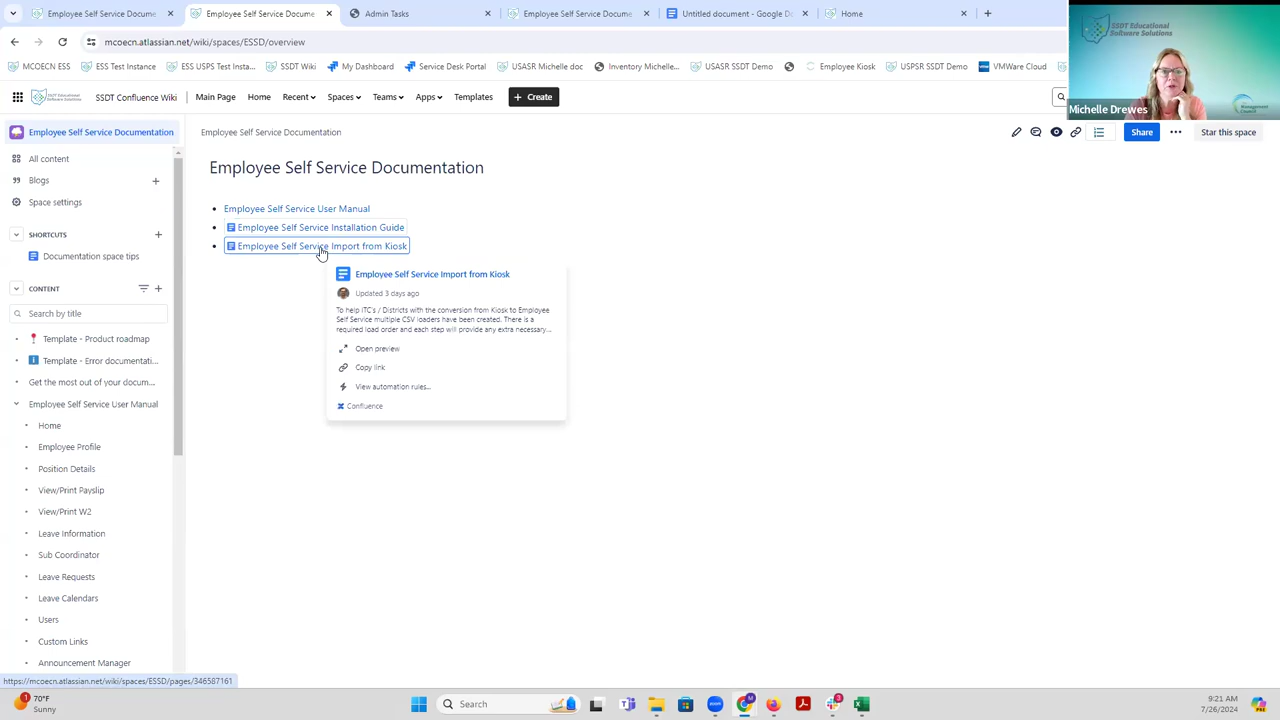 Employee Self Service Docume
Employee Self Service Docume
Admin Tasks
Employee Self Service Docume
Untitled document - Google Do
Home
mcoecn.atlassian.net/wiki/spaces/ESSD/overview
MCOECN ESS
ESS Test Instance
ESS USPS Test Insta...
SSDT Wiki
My Dashboard
Service Desk Portal
USASR Michelle doc
Inventory Michelle...
USASR SSDT Demo
Employee Kiosk
USPSR SSDT Demo
VMWare Cloud
SSDT Educational
Software Solutions
Michelle Drewes
Management
Council
SSDT Confluence Wiki
Main Page
Home
Recent
Spaces
Teams
Apps
Templates
+ Create
Employee Self Service Documentation
Employee Self Service Documentation
Share
Star this space
All content
Blogs
Space settings
SHORTCUTS
Documentation space tips
CONTENT
Search by title
Template - Product roadmap
Template - Error documentati...
Get the most out of your docum...
Employee Self Service User Manual
Home
Employee Profile
Position Details
View/Print Payslip
View/Print W2
Leave Information
Sub Coordinator
Leave Requests
Leave Calendars
Users
Custom Links
Announcement Manager
Employee Self Service Documentation
• Employee Self Service User Manual
• Employee Self Service Installation Guide
• Employee Self Service Import from Kiosk
Employee Self Service Import from Kiosk
Updated 3 days ago
To help ITC's / Districts with the conversion from Kiosk to Employee
Self Service multiple CSV loaders have been created. There is a
required load order and each step will provide any extra necessary...
Open preview
Copy link
View automation rules...
Confluence
https://mcoecn.atlassian.net/wiki/spaces/ESSD/pages/346587161
1
70°F
Sunny
Search
3
9:21 AM
7/26/2024